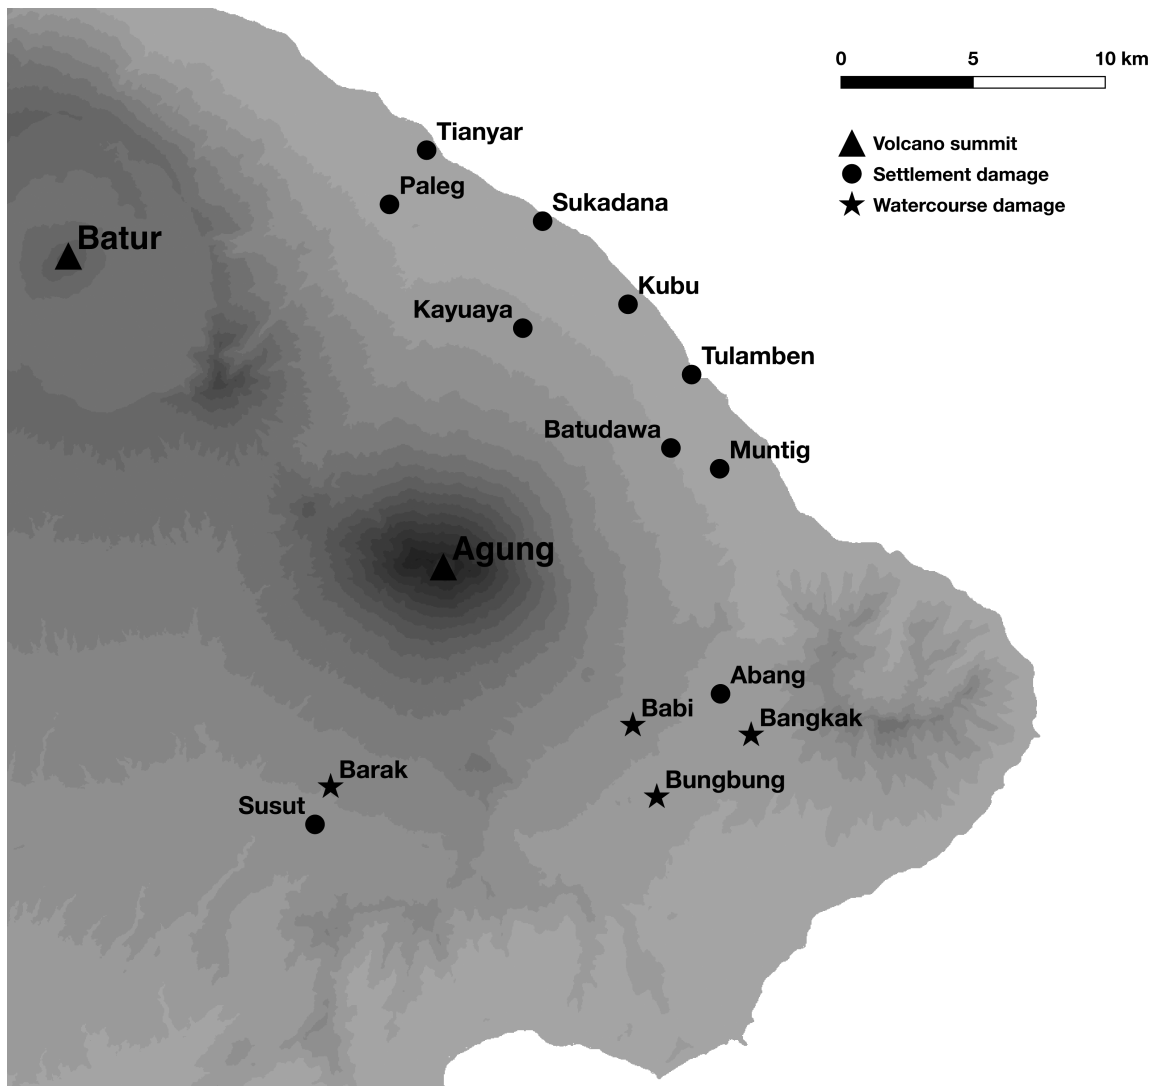 0 5 10 km
Tianyar
Volcano summit
Settlement damage
Paleg
Sukadana
Watercourse damage
Batur
Kubu
Kayuaya
Tulamben
Batudawa
Muntig
Agung
Abang
Babi
Bangkak
Barak
Bungbung
Susut